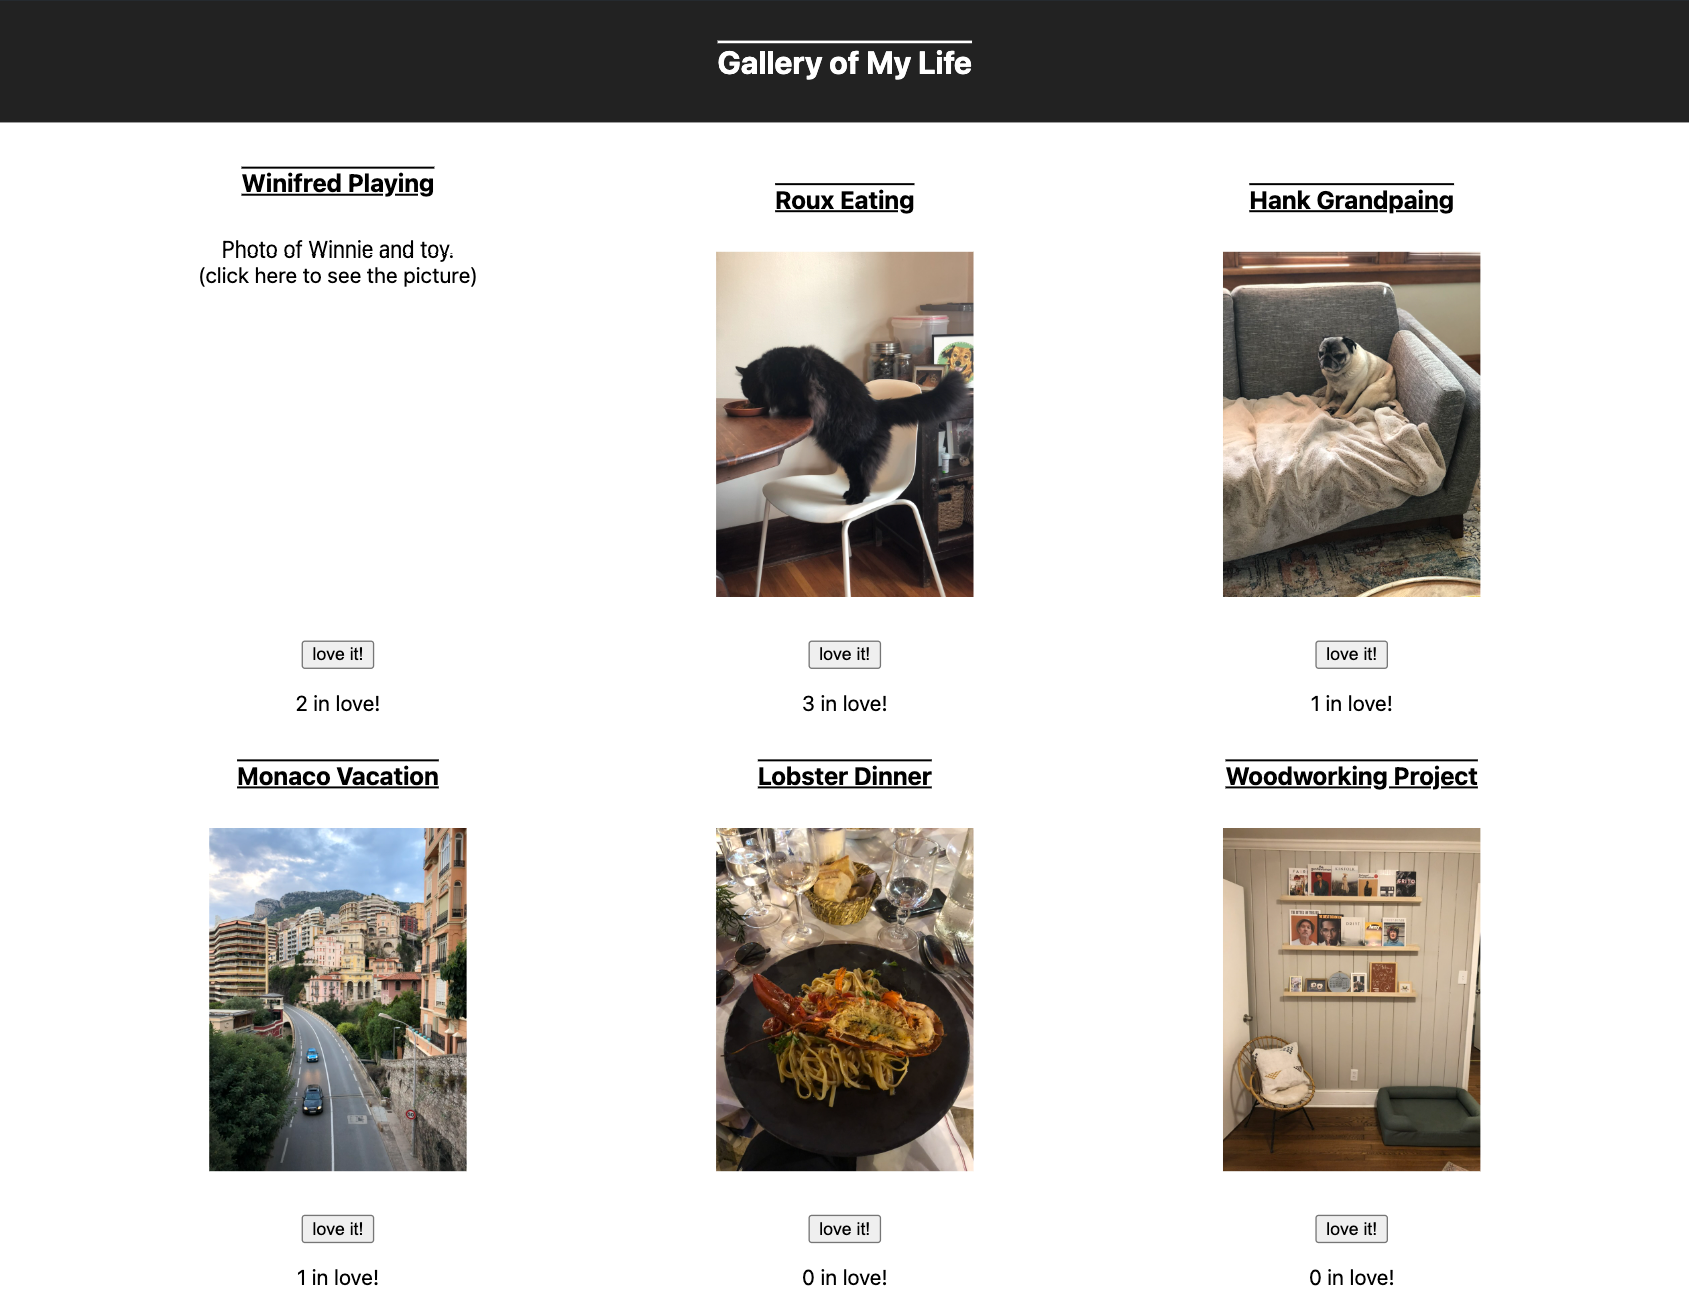 Gallery of My Life
Winifred Playing
Roux Eating
Hank Grandpaing
Photo of Winnie and toy.
(click here to see the picture)
love it!
love it!
love it!
2 in love!
3 in love!
1 in love!
Monaco Vacation
Lobster Dinner
Woodworking Project
love it!
love it!
love it!
1 in love!
0 in love!
0 in love!